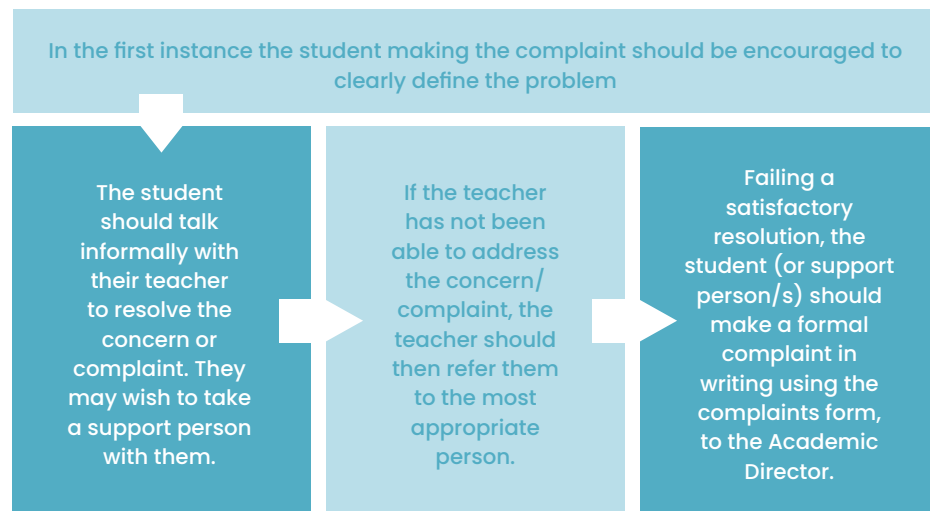 In the first instance the student making the complaint should be encouraged to
clearly define the problem
The student
should talk
informally with
their teacher
to resolve the
concern or
complaint. They
may wish to take
a support person
with them.
If the teacher
has not been
able to address
the concern/
complaint, the
teacher should
then refer them
to the most
appropriate
person.
Failing a
satisfactory
resolution, the
student (or support
person/s) should
make a formal
complaint in
writing using the
complaints form,
to the Academic
Director.